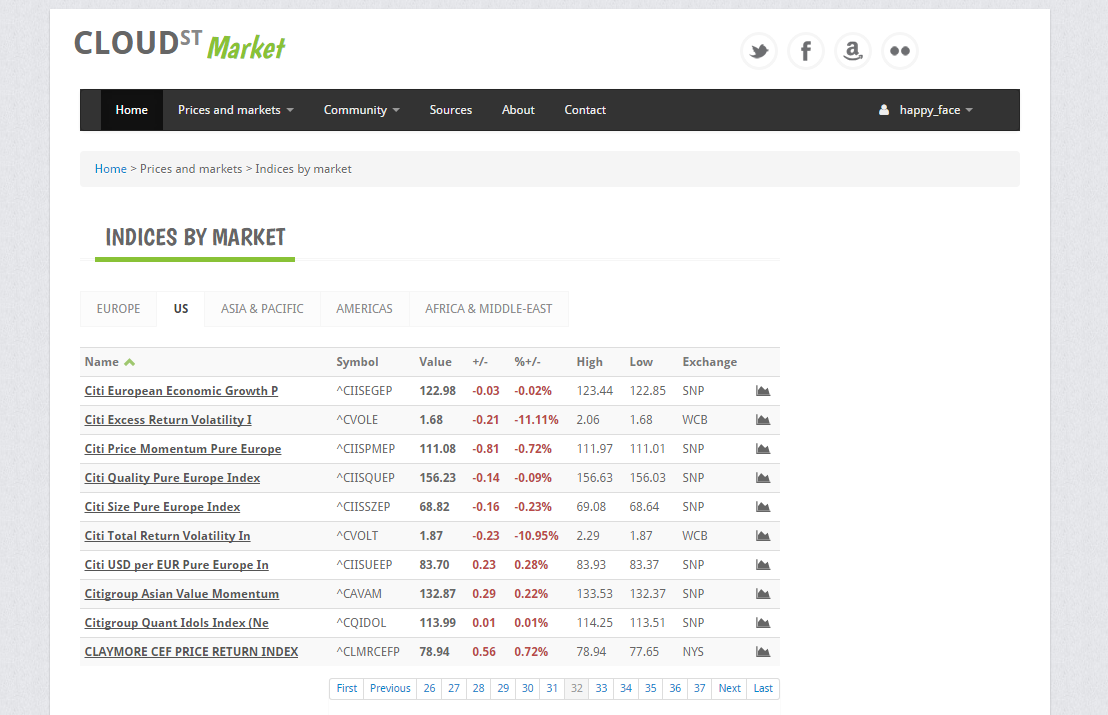 CLOUDST Market
Home Prices and markets Community Sources About Contact happy_face
Home > Prices and markets > Indices by market
INDICES BY MARKET
EUROPE US ASIA & PACIFIC AMERICAS AFRICA & MIDDLE-EAST
Name Symbol Value +/- %+/- High Low Exchange
Citi European Economic Growth P ^CIISEGEP 122.98 -0.03 -0.02% 123.44 122.85 SNP
Citi Excess Return Volatility I ^CVOLE 1.68 -0.21 -11.11% 2.06 1.68 WCB
Citi Price Momentum Pure Europe ^CIISPMEP 111.08 -0.81 -0.72% 111.97 111.01 SNP
Citi Quality Pure Europe Index ^CIISQUEP 156.23 -0.14 -0.09% 156.63 156.03 SNP
Citi Size Pure Europe Index ^CIISSZEP 68.82 -0.16 -0.23% 69.08 68.64 SNP
Citi Total Return Volatility In ^CVOLT 1.87 -0.23 -10.95% 2.29 1.87 WCB
Citi USD per EUR Pure Europe In ^CIISUEEP 83.70 0.23 0.28% 83.93 83.37 SNP
Citigroup Asian Value Momentum ^CAVAM 132.87 0.29 0.22% 133.53 132.37 SNP
Citigroup Quant Idols Index (Ne ^CQIDOL 113.99 0.01 0.01% 114.25 113.51 SNP
CLAYMORE CEF PRICE RETURN INDEX ^CLMRCEFP 78.94 0.56 0.72% 78.94 77.65 NYS
First Previous 26 27 28 29 30 31 32 33 34 35 36 37 Next Last